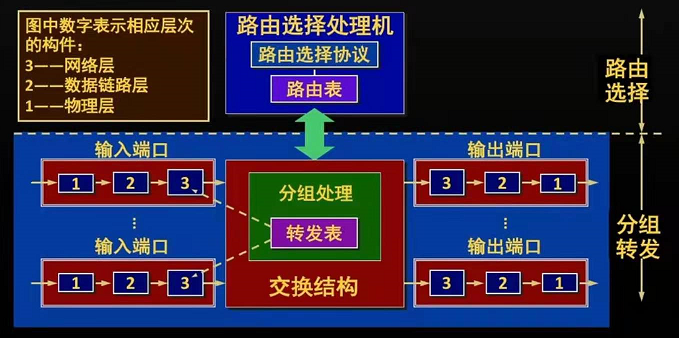 图中数字表示相应层次
的构件：
3——网络层
2——数据链路层
1——物理层
路由选择处理机
路由选择协议
路由表
路由
选择
输入端口
1 2 3
⋮
输入端口
1 2 3
分组处理
转发表
交换结构
输出端口
3 2 1
⋮
输出端口
3 2 1
分组
转发